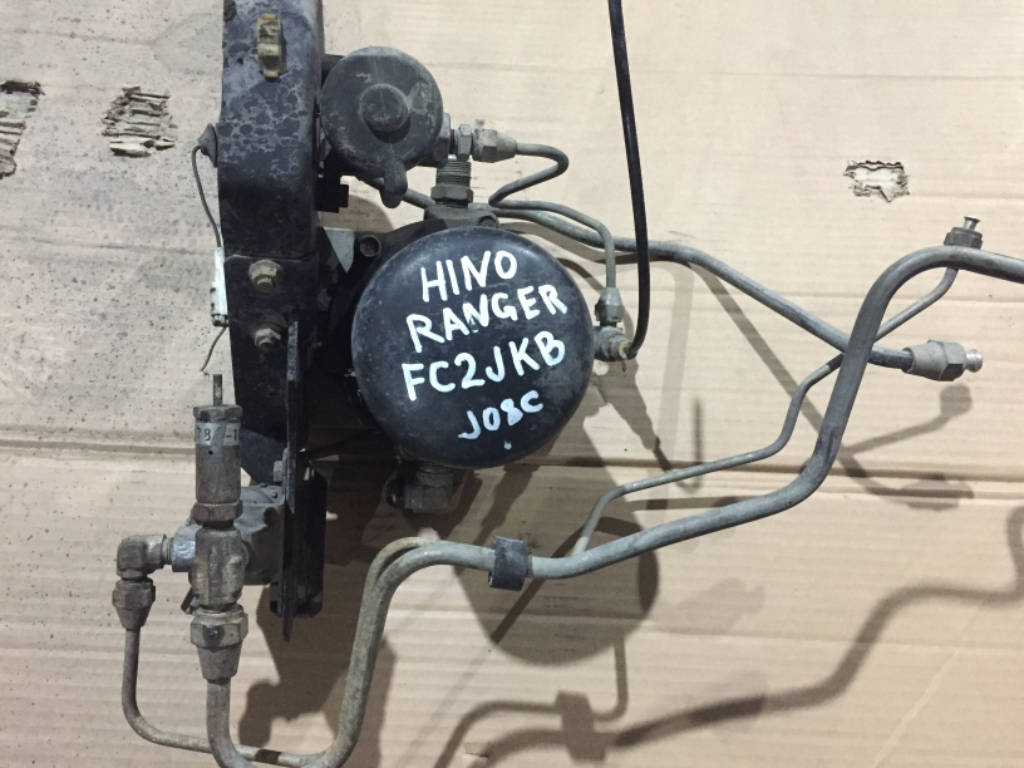 HINO
RANGER
FC2JKB
J08C